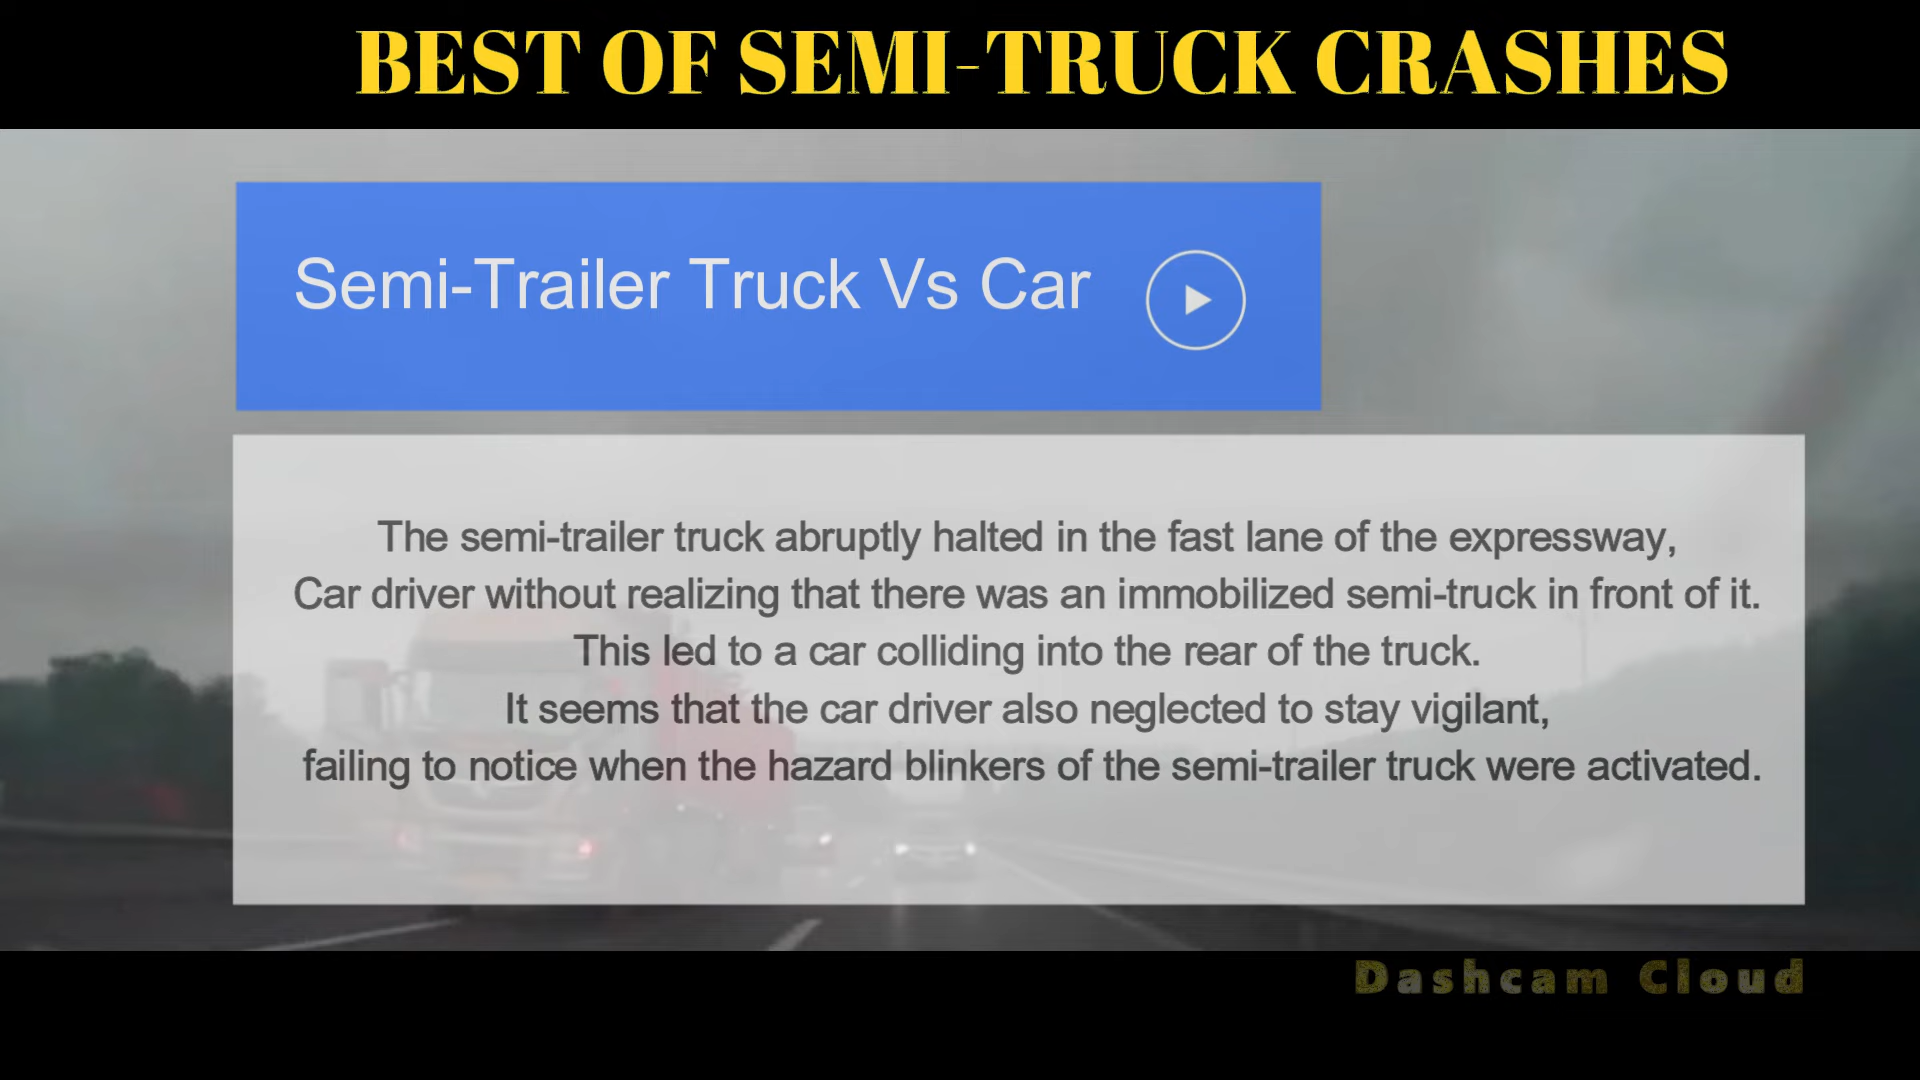 BEST OF SEMI-TRUCK CRASHES
Semi-Trailer Truck Vs Car
The semi-trailer truck abruptly halted in the fast lane of the expressway,
Car driver without realizing that there was an immobilized semi-truck in front of it.
This led to a car colliding into the rear of the truck.
It seems that the car driver also neglected to stay vigilant,
failing to notice when the hazard blinkers of the semi-trailer truck were activated.
Dashcam Cloud